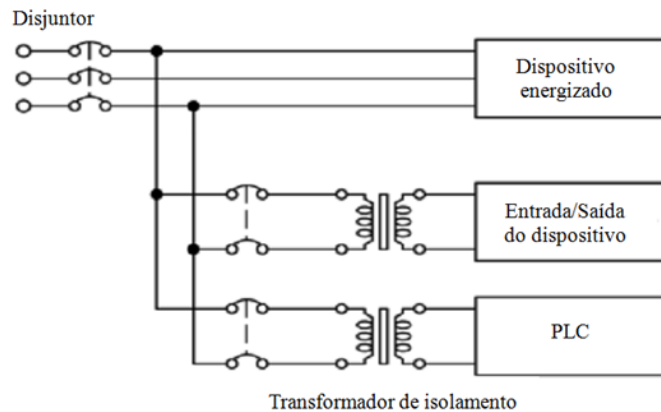 Disjuntor
Dispositivo
energizado
Entrada/Saída
do dispositivo
PLC
Transformador de isolamento